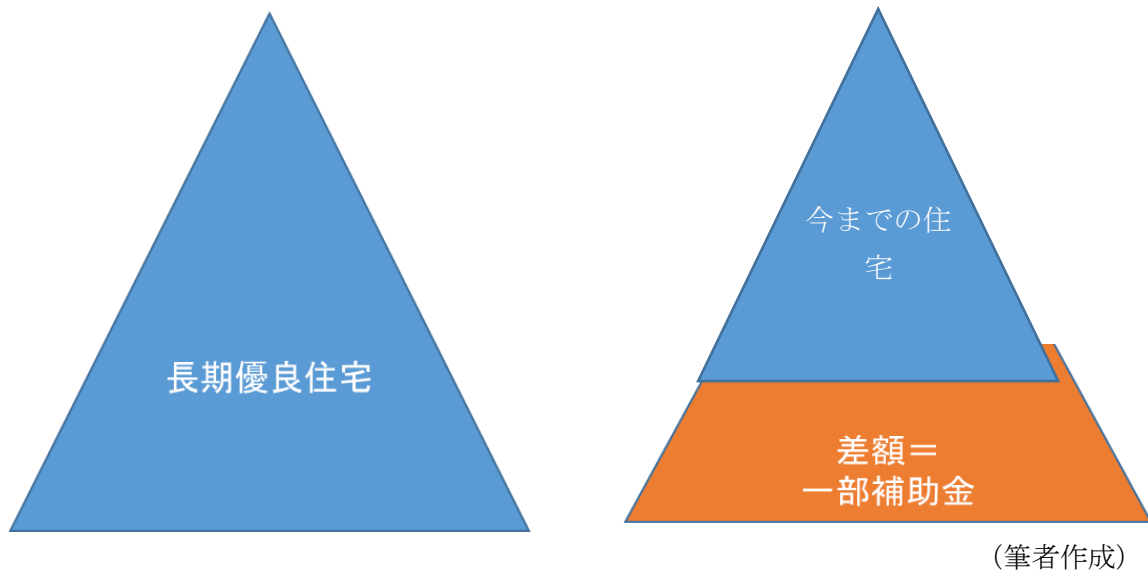 長期優良住宅
今までの住
宅
差額＝
一部補助金
（筆者作成）